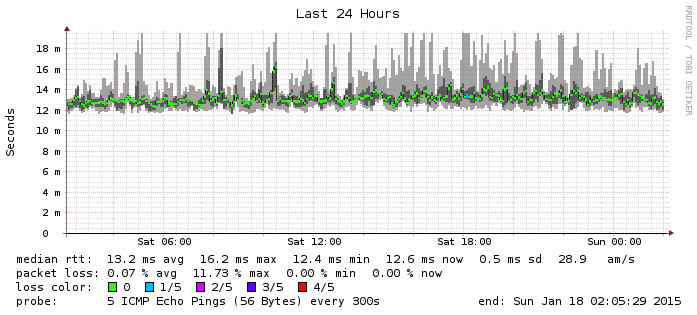 Last 24 Hours
RRDTOOL / TOBI OETIKER
Seconds
18 m
16 m
14 m
12 m
10 m
8 m
6 m
4 m
2 m
0
Sat 06:00 Sat 12:00 Sat 18:00 Sun 00:00
median rtt: 13.2 ms avg 16.2 ms max 12.4 ms min 12.6 ms now 0.5 ms sd 28.9 am/s
packet loss: 0.07 % avg 11.73 % max 0.00 % min 0.00 % now
loss color: 0 1/5 2/5 3/5 4/5
probe: 5 ICMP Echo Pings (56 Bytes) every 300s end: Sun Jan 18 02:05:29 2015